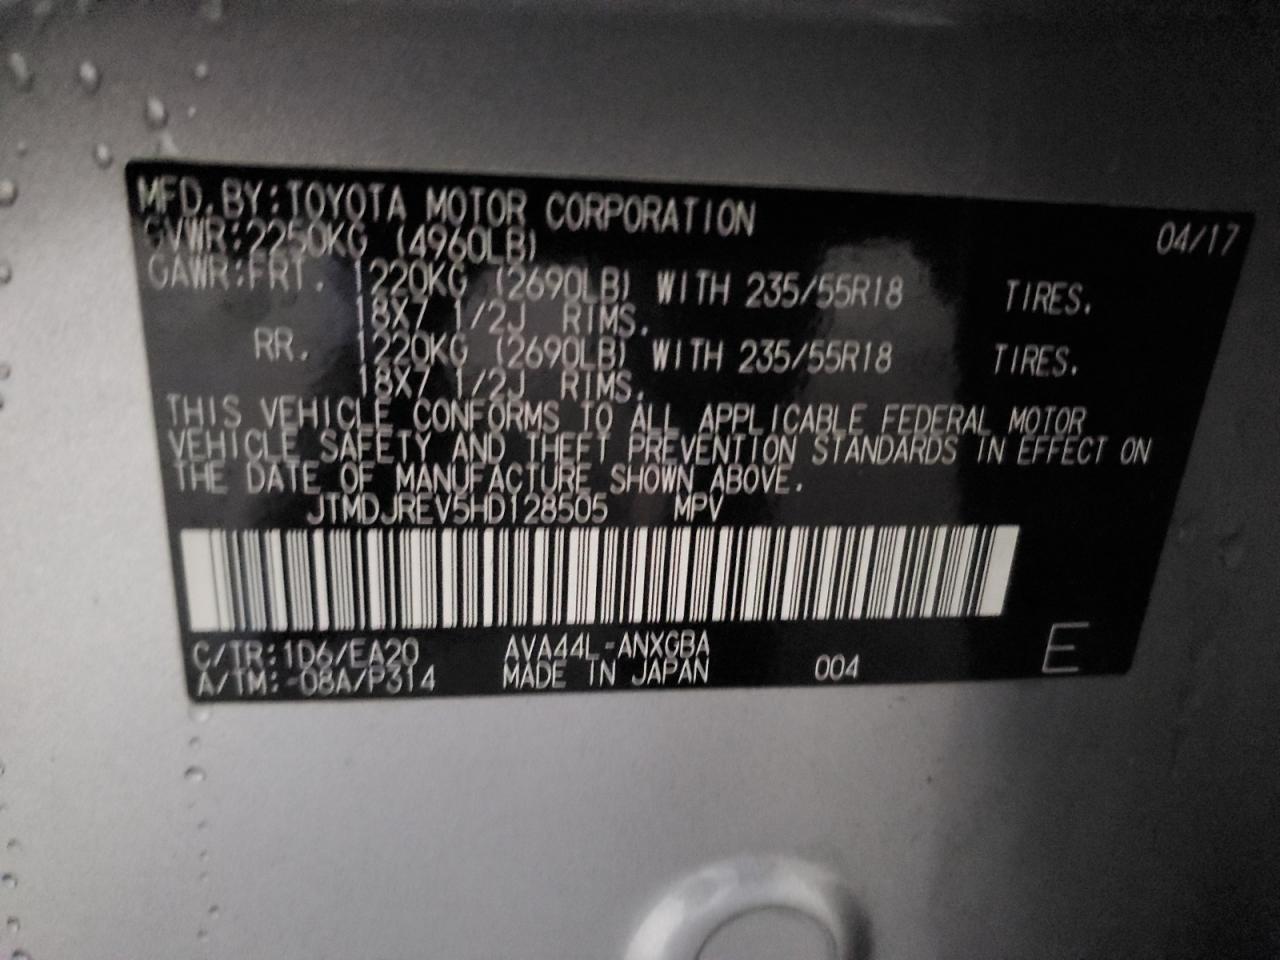 MFD. BY: TOYOTA MOTOR CORPORATION 04/17
GVWR: 2250KG (4960LB)
GAWR: FRT. 1220KG (2690LB) WITH 235/55R18 TIRES.
18X7 1/2J RIMS.
RR. 1220KG (2690LB) WITH 235/55R18 TIRES.
18X7 1/2J RIMS.
THIS VEHICLE CONFORMS TO ALL APPLICABLE FEDERAL MOTOR
VEHICLE SAFETY AND THEFT PREVENTION STANDARDS IN EFFECT ON
THE DATE OF MANUFACTURE SHOWN ABOVE.
JTMDJREV5HD128505 MPV
C/TR: 1D6/EA20 AVA44L-ANXGBA
A/TM: -08A/P314 MADE IN JAPAN 004 E